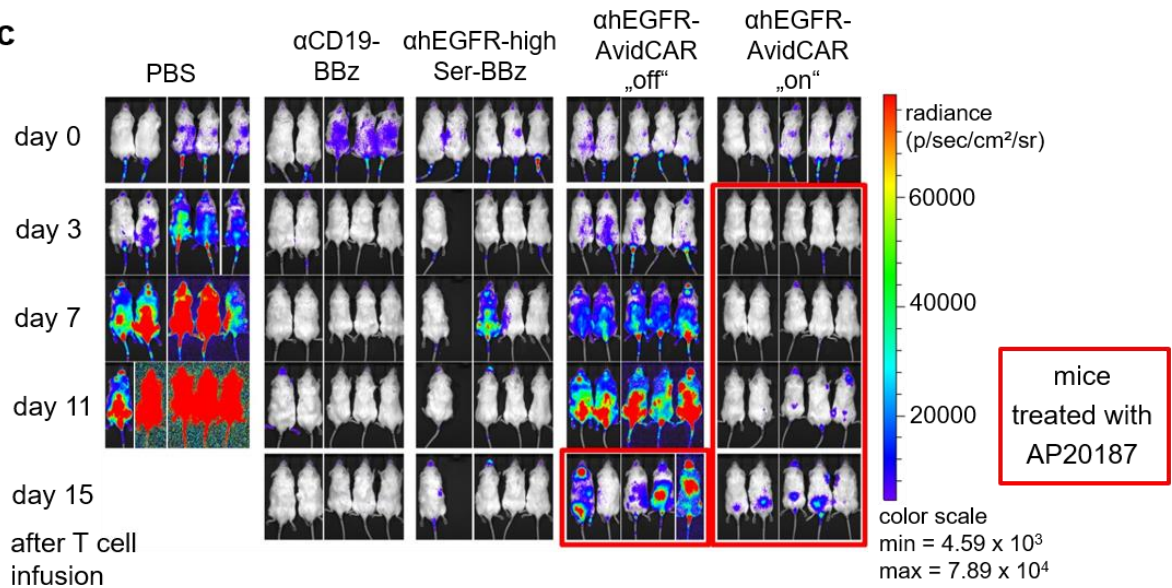 c
PBS
αCD19-
BBz
αhEGFR-high
Ser-BBz
αhEGFR-
AvidCAR
„off“
αhEGFR-
AvidCAR
„on“
day 0
day 3
day 7
day 11
day 15
after T cell
infusion
radiance
(p/sec/cm²/sr)
60000
40000
20000
color scale
min = 4.59 x 10³
max = 7.89 x 10⁴
mice
treated with
AP20187